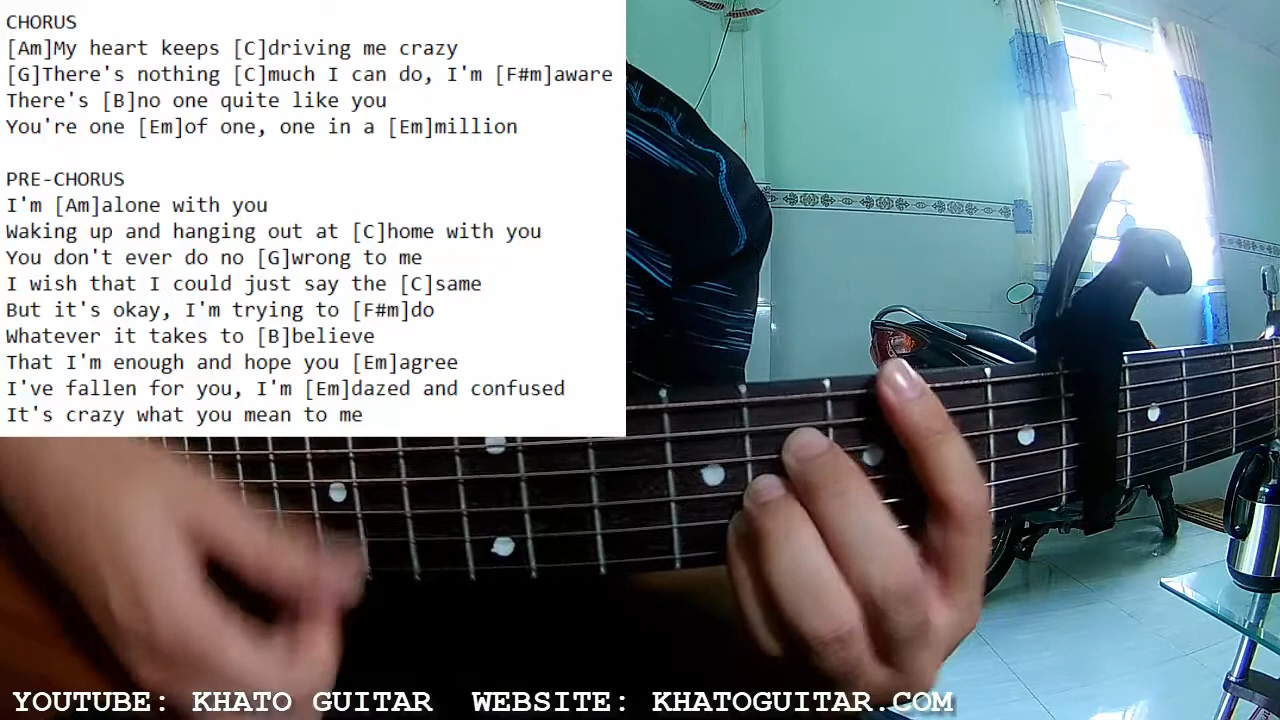 CHORUS
[Am]My heart keeps [C]driving me crazy
[G]There's nothing [C]much I can do, I'm [F#m]aware
There's [B]no one quite like you
You're one [Em]of one, one in a [Em]million
PRE-CHORUS
I'm [Am]alone with you
Waking up and hanging out at [C]home with you
You don't ever do no [G]wrong to me
I wish that I could just say the [C]same
But it's okay, I'm trying to [F#m]do
Whatever it takes to [B]believe
That I'm enough and hope you [Em]agree
I've fallen for you, I'm [Em]dazed and confused
It's crazy what you mean to me
YOUTUBE: KHATO GUITAR WEBSITE: KHATOGUITAR.COM